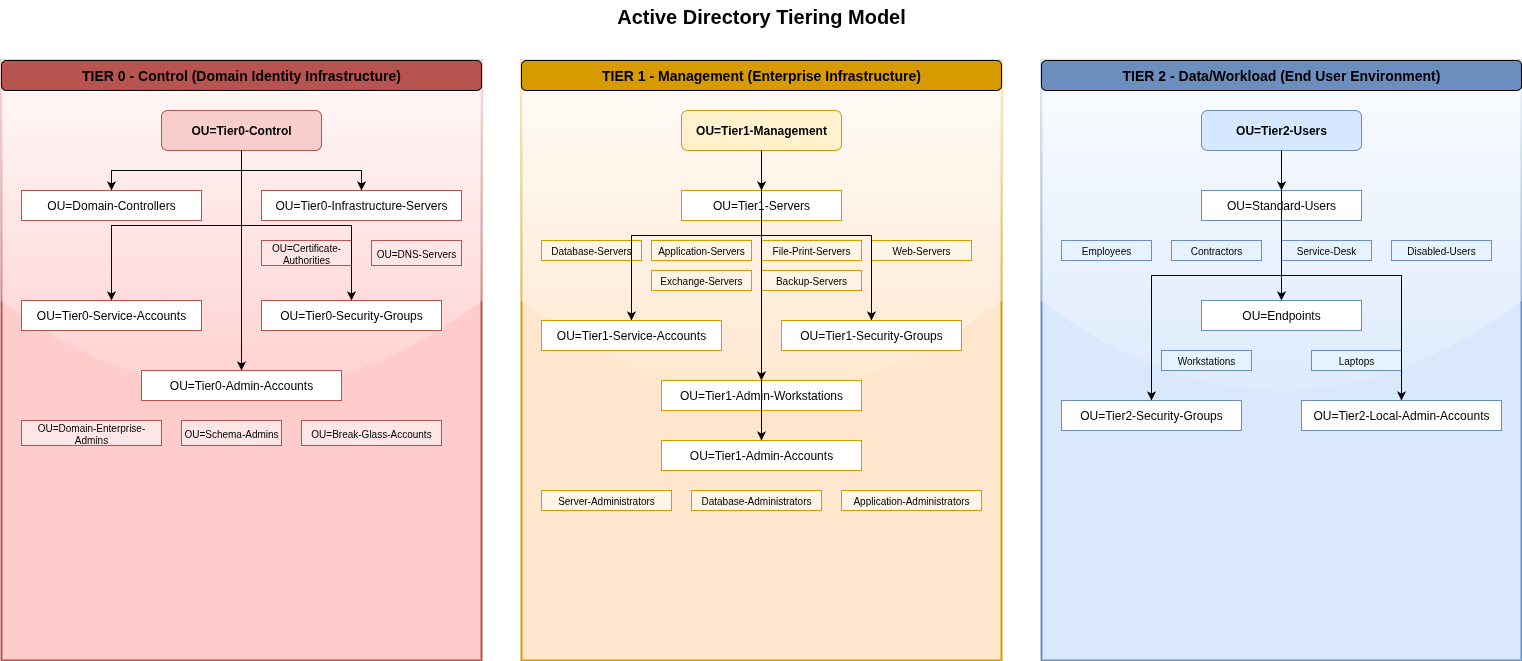 Active Directory Tiering Model
TIER 0 - Control (Domain Identity Infrastructure)
OU=Tier0-Control
OU=Domain-Controllers
OU=Tier0-Infrastructure-Servers
OU=Certificate-
Authorities
OU=DNS-Servers
OU=Tier0-Service-Accounts
OU=Tier0-Security-Groups
OU=Tier0-Admin-Accounts
OU=Domain-Enterprise-
Admins
OU=Schema-Admins
OU=Break-Glass-Accounts
TIER 1 - Management (Enterprise Infrastructure)
OU=Tier1-Management
OU=Tier1-Servers
Database-Servers
Application-Servers
File-Print-Servers
Web-Servers
Exchange-Servers
Backup-Servers
OU=Tier1-Service-Accounts
OU=Tier1-Security-Groups
OU=Tier1-Admin-Workstations
OU=Tier1-Admin-Accounts
Server-Administrators
Database-Administrators
Application-Administrators
TIER 2 - Data/Workload (End User Environment)
OU=Tier2-Users
OU=Standard-Users
Employees
Contractors
Service-Desk
Disabled-Users
OU=Endpoints
Workstations
Laptops
OU=Tier2-Security-Groups
OU=Tier2-Local-Admin-Accounts